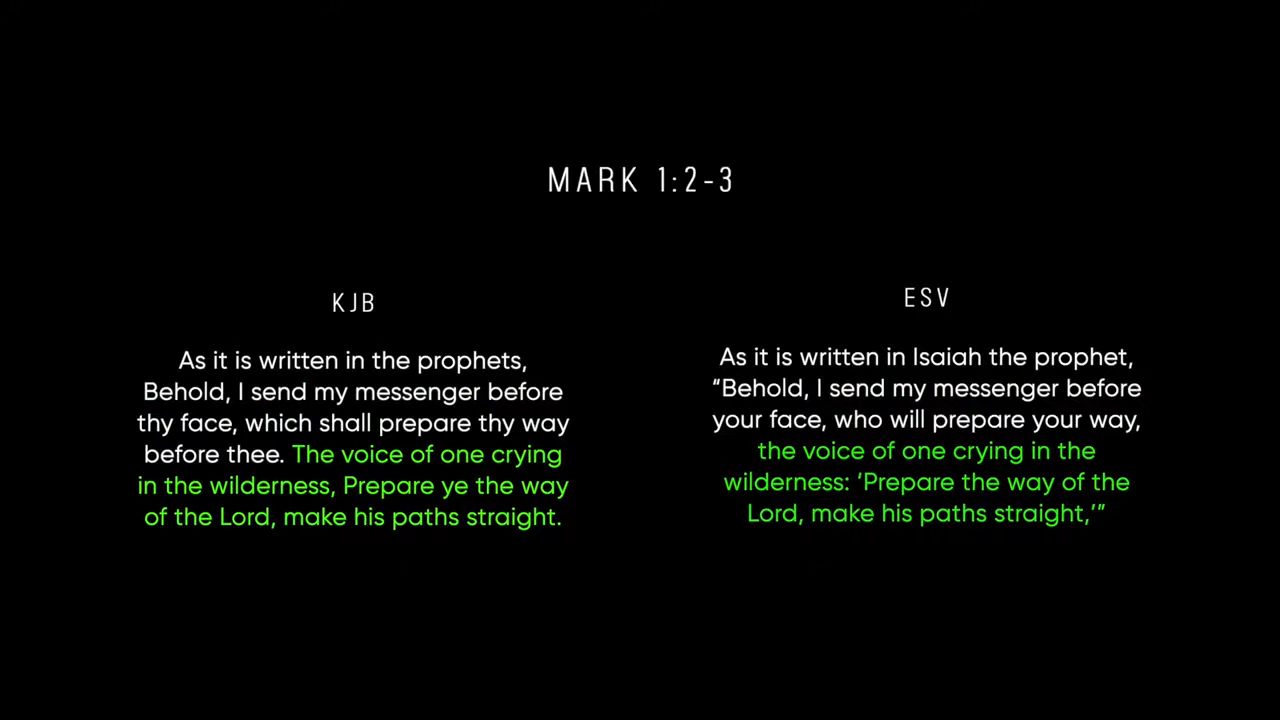 MARK 1:2-3
KJB
As it is written in the prophets,
Behold, I send my messenger before
thy face, which shall prepare thy way
before thee. The voice of one crying
in the wilderness, Prepare ye the way
of the Lord, make his paths straight.
ESV
As it is written in Isaiah the prophet,
“Behold, I send my messenger before
your face, who will prepare your way,
the voice of one crying in the
wilderness: ‘Prepare the way of the
Lord, make his paths straight,’”